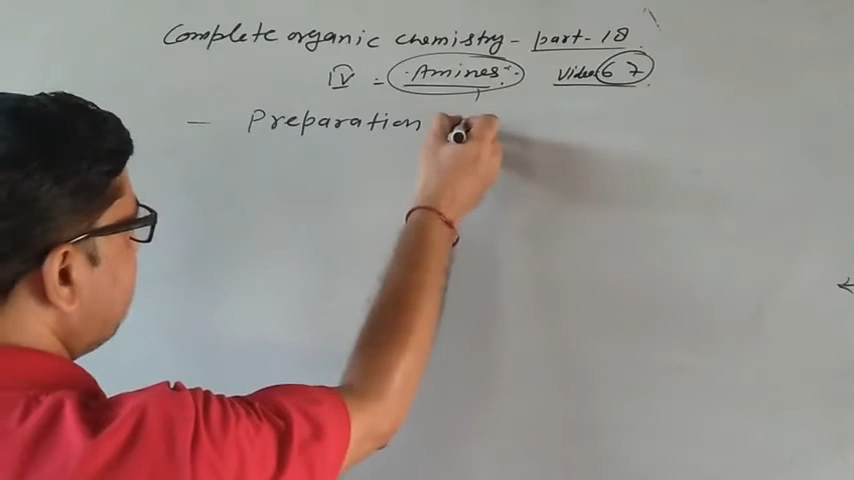 Complete organic chemistry - part - 18
IV = Amines Video 67
- Preparation